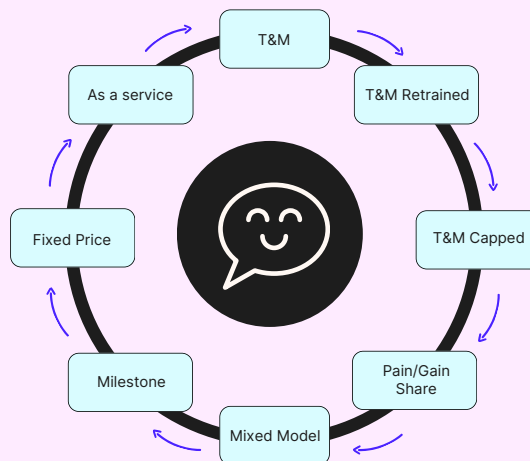 T&M
T&M Retrained
T&M Capped
Pain/Gain
Share
Mixed Model
Milestone
Fixed Price
As a service